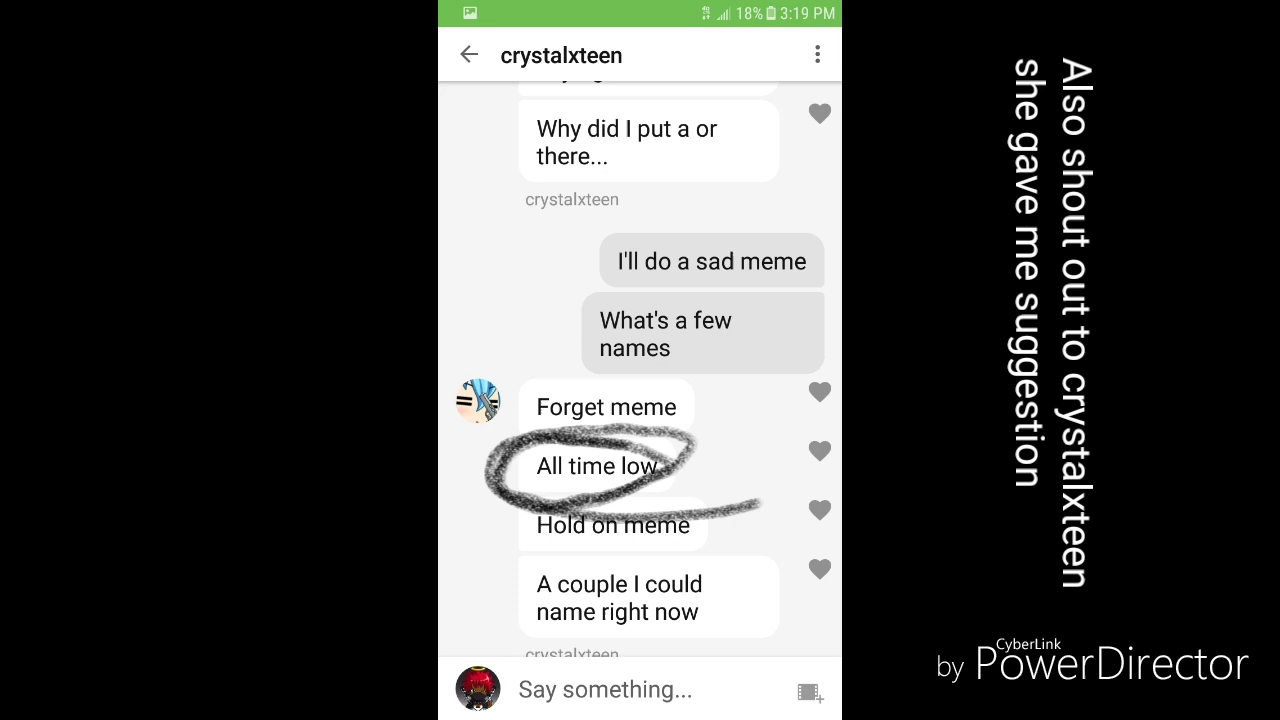 18% 3:19 PM
crystalxteen
Why did I put a or
there...
crystalxteen
I'll do a sad meme
What's a few
names
Forget meme
All time low
Hold on meme
A couple I could
name right now
crystalxteen
Say something...
Also shout out to crystalxteen
she gave me suggestion
CyberLink
by PowerDirector